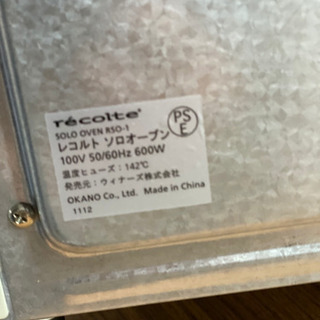 récolte®
SOLO OVEN RSO-1
レコルト ソロオーブン
100V 50/60Hz 600W
温度ヒューズ：142℃
発売元：ウィナーズ株式会社
OKANO Co., Ltd. Made in China
1112
PS
E